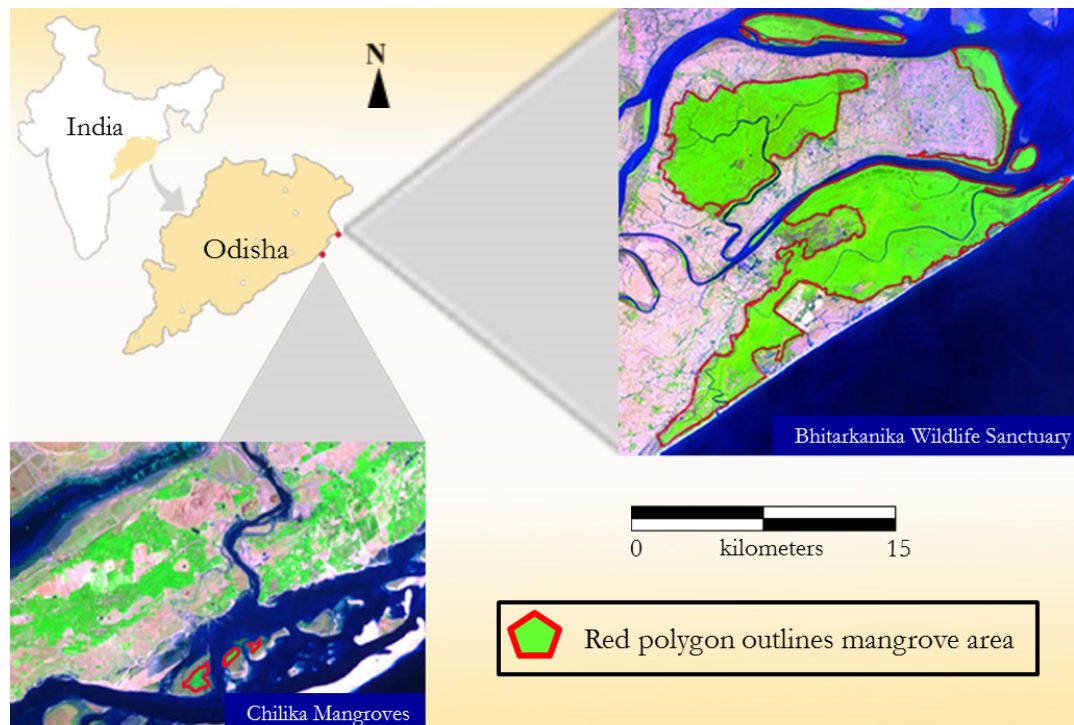 N
India
Odisha
Bhitarkanika Wildlife Sanctuary
0 kilometers 15
Red polygon outlines mangrove area
Chilika Mangroves